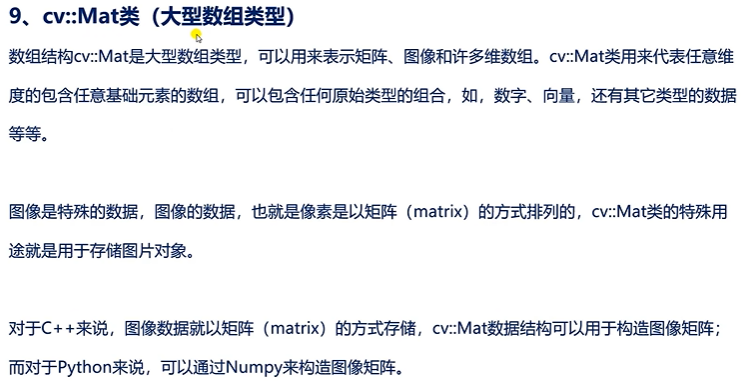 9、cv::Mat类（大型数组类型）
数组结构cv::Mat是大型数组类型，可以用来表示矩阵、图像和许多维数组。cv::Mat类用来代表任意维
度的包含任意基础元素的数组，可以包含任何原始类型的组合，如，数字、向量，还有其它类型的数据
等等。
图像是特殊的数据，图像的数据，也就是像素是以矩阵（matrix）的方式排列的，cv::Mat类的特殊用
途就是用于存储图片对象。
对于C++来说，图像数据就以矩阵（matrix）的方式存储，cv::Mat数据结构可以用于构造图像矩阵；
而对于Python来说，可以通过Numpy来构造图像矩阵。